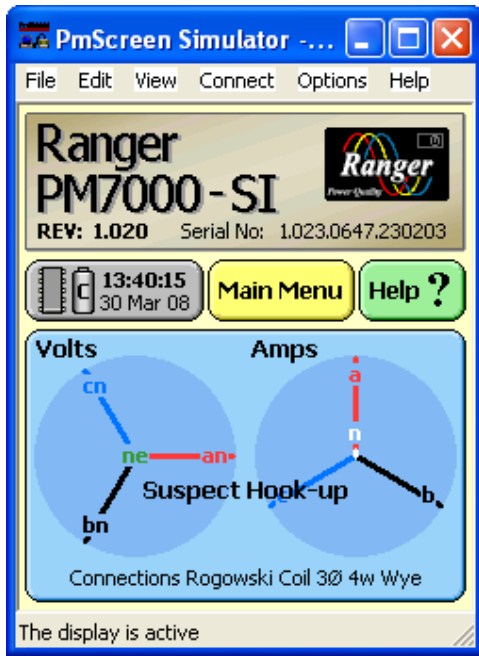 PmScreen Simulator -...
File Edit View Connect Options Help
Ranger
PM7000-SI
Ranger
Power Quality
REV: 1.020 Serial No: 1.023.0647.230203
13:40:15
30 Mar 08
Main Menu
Help ?
Volts
Amps
cn
a
n
ne
an
Suspect Hook-up
c
b
bn
Connections Rogowski Coil 3Ø 4w Wye
The display is active